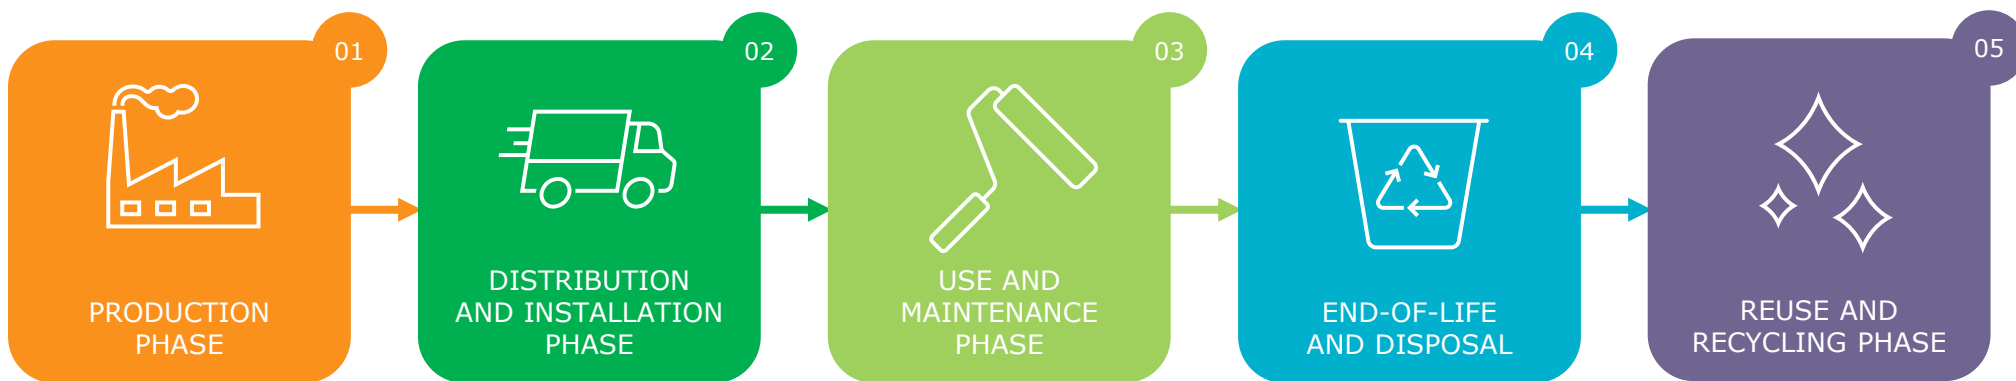 01
PRODUCTION
PHASE
02
DISTRIBUTION
AND INSTALLATION
PHASE
03
USE AND
MAINTENANCE
PHASE
04
END-OF-LIFE
AND DISPOSAL
05
REUSE AND
RECYCLING PHASE